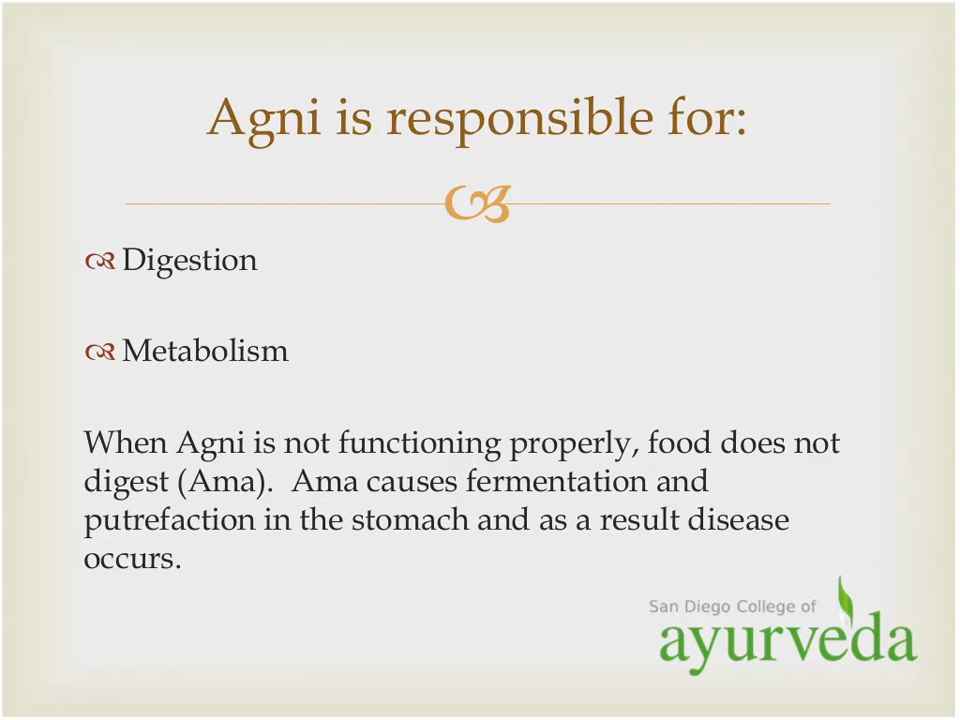 Agni is responsible for:
Digestion
Metabolism
When Agni is not functioning properly, food does not
digest (Ama). Ama causes fermentation and
putrefaction in the stomach and as a result disease
occurs.
San Diego College of
ayurveda